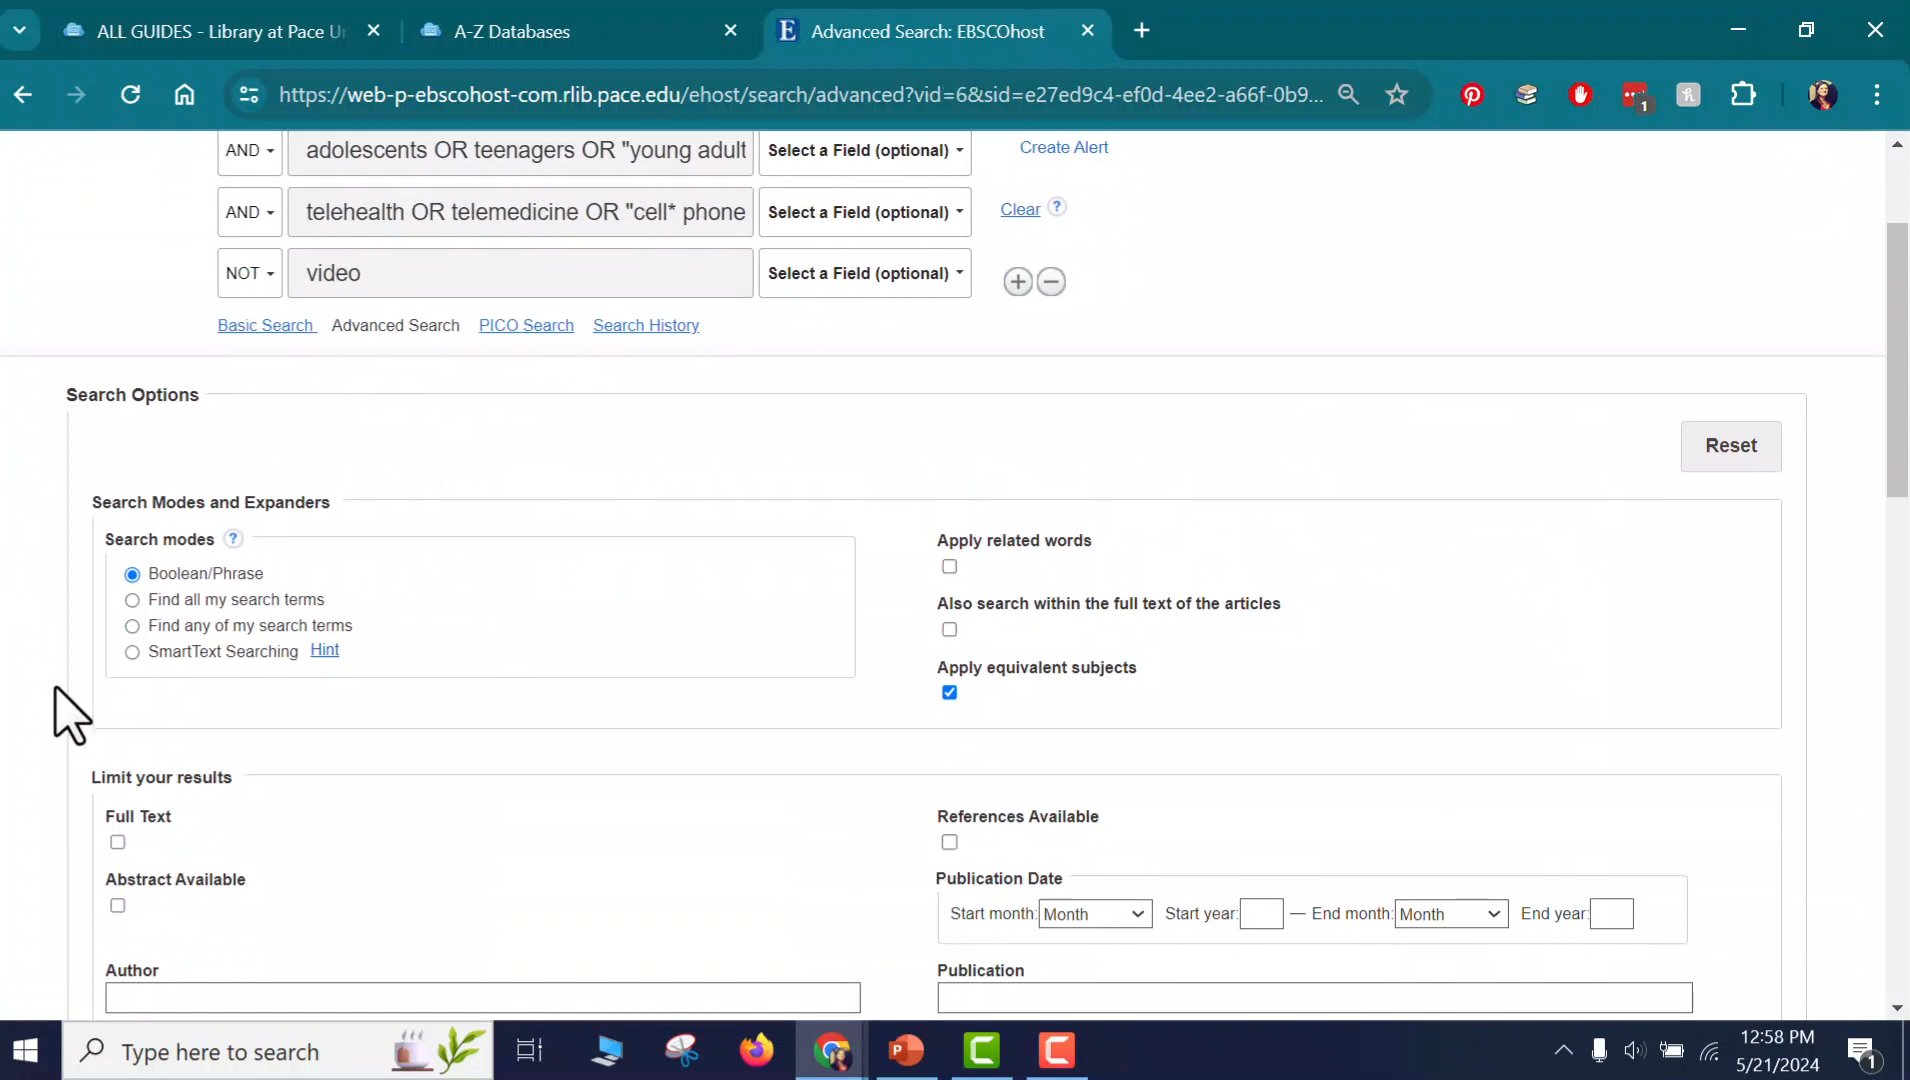 ALL GUIDES - Library at Pace U
A-Z Databases
Advanced Search: EBSCOhost
https://web-p-ebscohost-com.rlib.pace.edu/ehost/search/advanced?vid=6&sid=e27ed9c4-ef0d-4ee2-a66f-0b9...
1
AND
adolescents OR teenagers OR "young adult
Select a Field (optional)
Create Alert
AND
telehealth OR telemedicine OR "cell* phone
Select a Field (optional)
Clear ?
NOT
video
Select a Field (optional)
Basic Search Advanced Search PICO Search Search History
Search Options
Reset
Search Modes and Expanders
Search modes ?
Boolean/Phrase
Find all my search terms
Find any of my search terms
SmartText Searching Hint
Apply related words
Also search within the full text of the articles
Apply equivalent subjects
Limit your results
Full Text
References Available
Abstract Available
Publication Date
Start month: Month Start year: — End month: Month End year:
Author
Publication
Type here to search
12:58 PM
5/21/2024
1